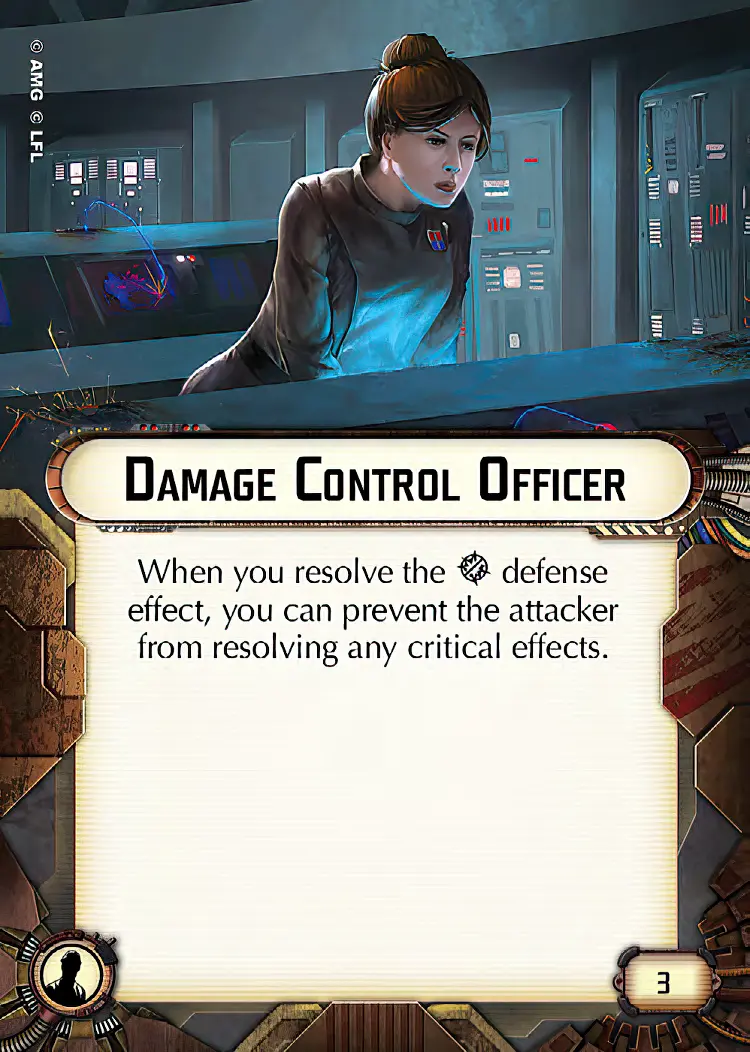 © AMG © LFL
Damage Control Officer
When you resolve the defense
effect, you can prevent the attacker
from resolving any critical effects.
3